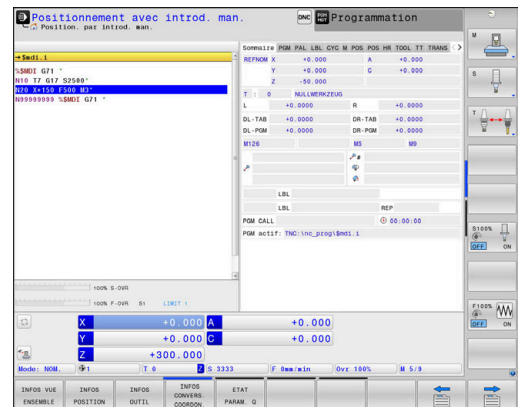 Positionnement avec introd. man.
Position. par introd. man.
DNC
Programmation
→$mdi.i
%$MDI G71 *
N10 T7 G17 S2500*
N20 X+150 F500 M3*
N99999999 %$MDI G71 *
100% S-OVR
100% F-OVR S1 LIMIT 1
Sommaire PGM PAL LBL CYC M POS POS HR TOOL TT TRANS
REFNOM X +0.000 A +0.000
Y +0.000 C +0.000
Z -50.000
T : 0 NULLWERKZEUG
L +0.0000 R +0.0000
DL-TAB +0.0000 DR-TAB +0.0000
DL-PGM +0.0000 DR-PGM +0.0000
M126 M5 M9
LBL
LBL REP
PGM CALL 00:00:00
PGM actif: TNC:\nc_prog\$mdi.i
X +0.000 A +0.000
Y +0.000 C +0.000
Z +300.000
Mode: NOM. 1 T 0 Z S 3333 F 0mm/min Ovr 100% M 5/9
INFOS VUE ENSEMBLE
INFOS POSITION
INFOS OUTIL
INFOS CONVERS. COORDON.
ETAT PARAM. Q
M
S
T
S100%
OFF ON
F100%
OFF ON